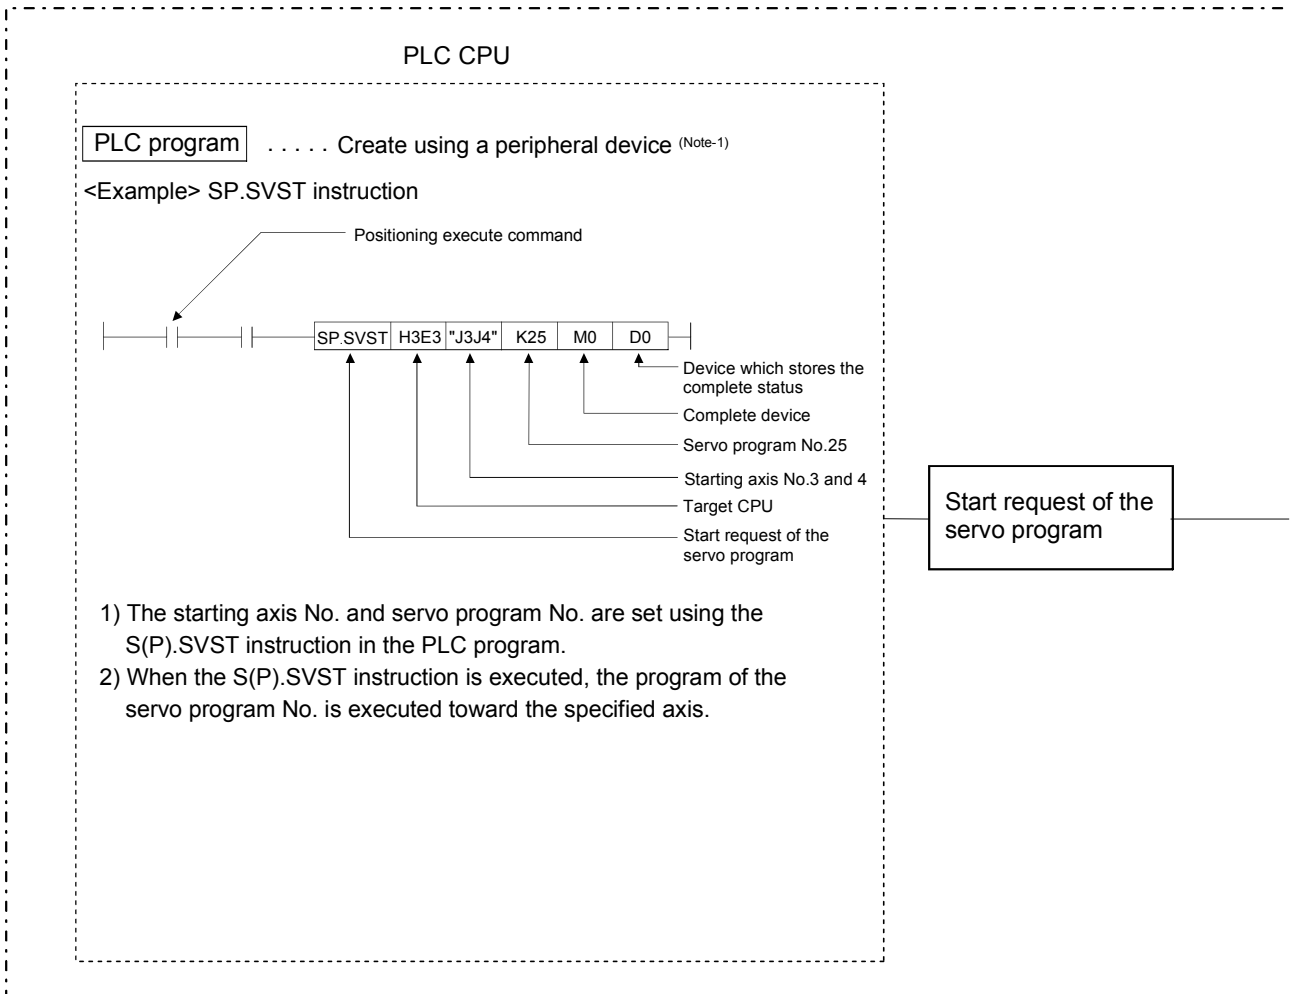 PLC CPU
PLC program ..... Create using a peripheral device (Note-1)
<Example> SP.SVST instruction
Positioning execute command
SP.SVST H3E3 "J3J4" K25 M0 D0
Device which stores the
complete status
Complete device
Servo program No.25
Starting axis No.3 and 4
Target CPU
Start request of the
servo program
Start request of the
servo program
1) The starting axis No. and servo program No. are set using the
S(P).SVST instruction in the PLC program.
2) When the S(P).SVST instruction is executed, the program of the
servo program No. is executed toward the specified axis.